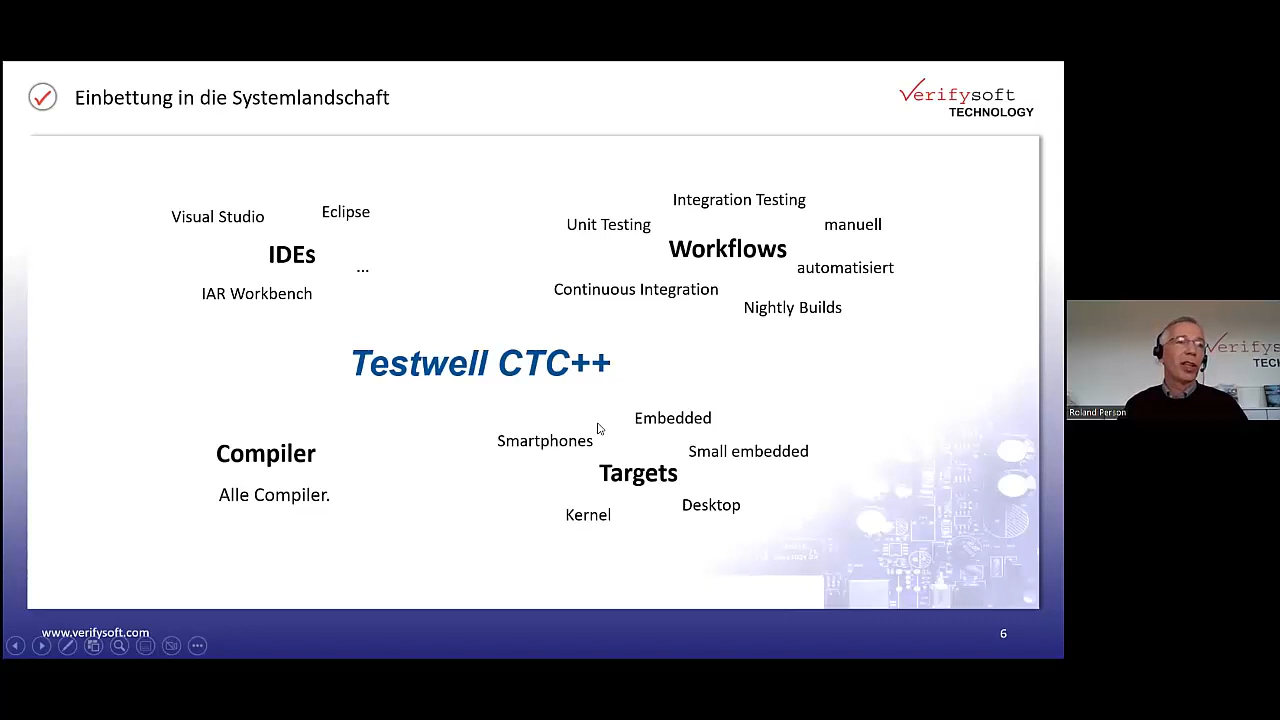 Einbettung in die Systemlandschaft
Verifysoft
TECHNOLOGY
Visual Studio
Eclipse
IDEs
...
IAR Workbench
Integration Testing
Unit Testing
manuell
Workflows
automatisiert
Continuous Integration
Nightly Builds
Testwell CTC++
Compiler
Alle Compiler.
Embedded
Smartphones
Small embedded
Targets
Desktop
Kernel
www.verifysoft.com
6
Roland Person